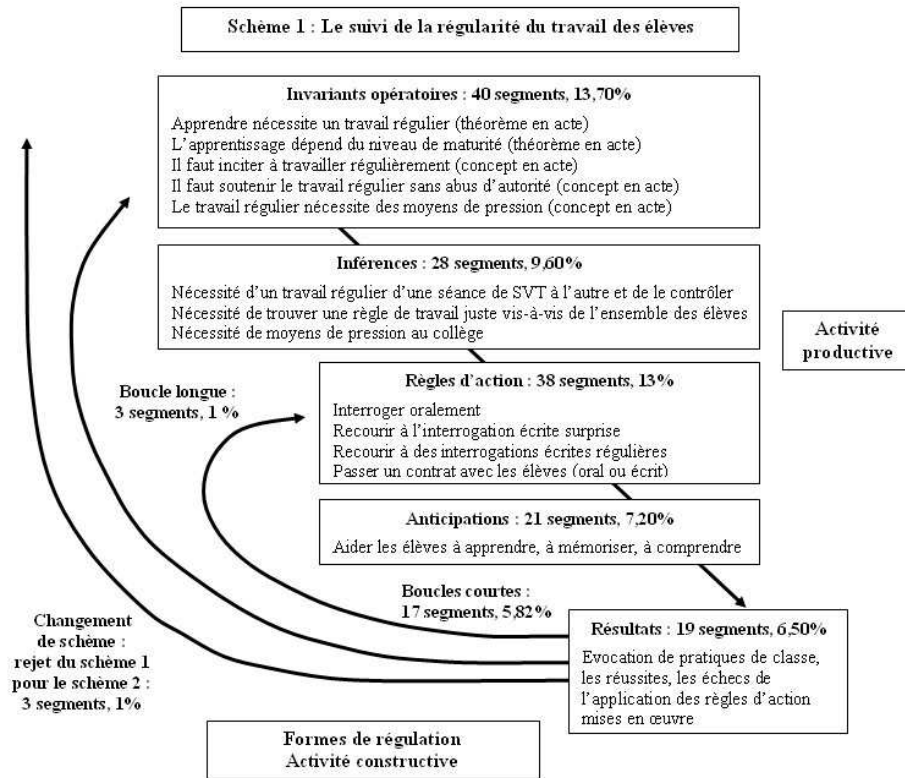 Schème 1 : Le suivi de la régularité du travail des élèves
Invariants opératoires : 40 segments, 13,70%
Apprendre nécessite un travail régulier (théorème en acte)
L'apprentissage dépend du niveau de maturité (théorème en acte)
Il faut inciter à travailler régulièrement (concept en acte)
Il faut soutenir le travail régulier sans abus d'autorité (concept en acte)
Le travail régulier nécessite des moyens de pression (concept en acte)
Inférences : 28 segments, 9,60%
Nécessité d'un travail régulier d'une séance de SVT à l'autre et de le contrôler
Nécessité de trouver une règle de travail juste vis-à-vis de l'ensemble des élèves
Nécessité de moyens de pression au collège
Activité
productive
Boucle longue :
3 segments, 1 %
Règles d'action : 38 segments, 13%
Interroger oralement
Recourir à l'interrogation écrite surprise
Recourir à des interrogations écrites régulières
Passer un contrat avec les élèves (oral ou écrit)
Anticipations : 21 segments, 7,20%
Aider les élèves à apprendre, à mémoriser, à comprendre
Boucles courtes :
17 segments, 5,82%
Changement
de schème :
rejet du schème 1
pour le schème 2 :
3 segments, 1%
Résultats : 19 segments, 6,50%
Evocation de pratiques de classe,
les réussites, les échecs de
l'application des règles d'action
mises en œuvre
Formes de régulation
Activité constructive